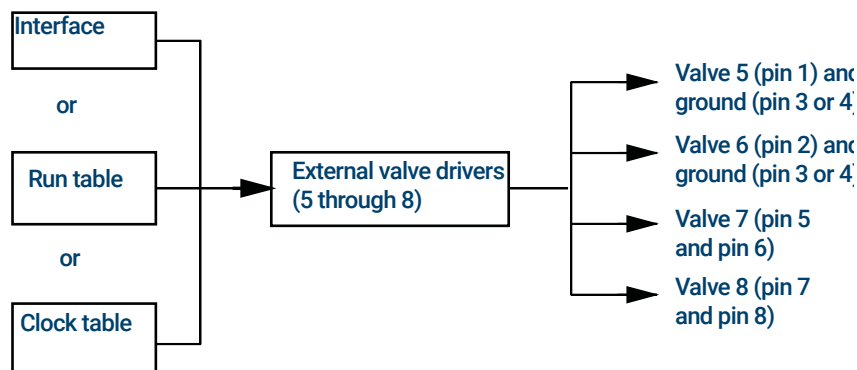 Interface
or
Run table
or
Clock table
External valve drivers
(5 through 8)
Valve 5 (pin 1) and
ground (pin 3 or 4)
Valve 6 (pin 2) and
ground (pin 3 or 4)
Valve 7 (pin 5
and pin 6)
Valve 8 (pin 7
and pin 8)